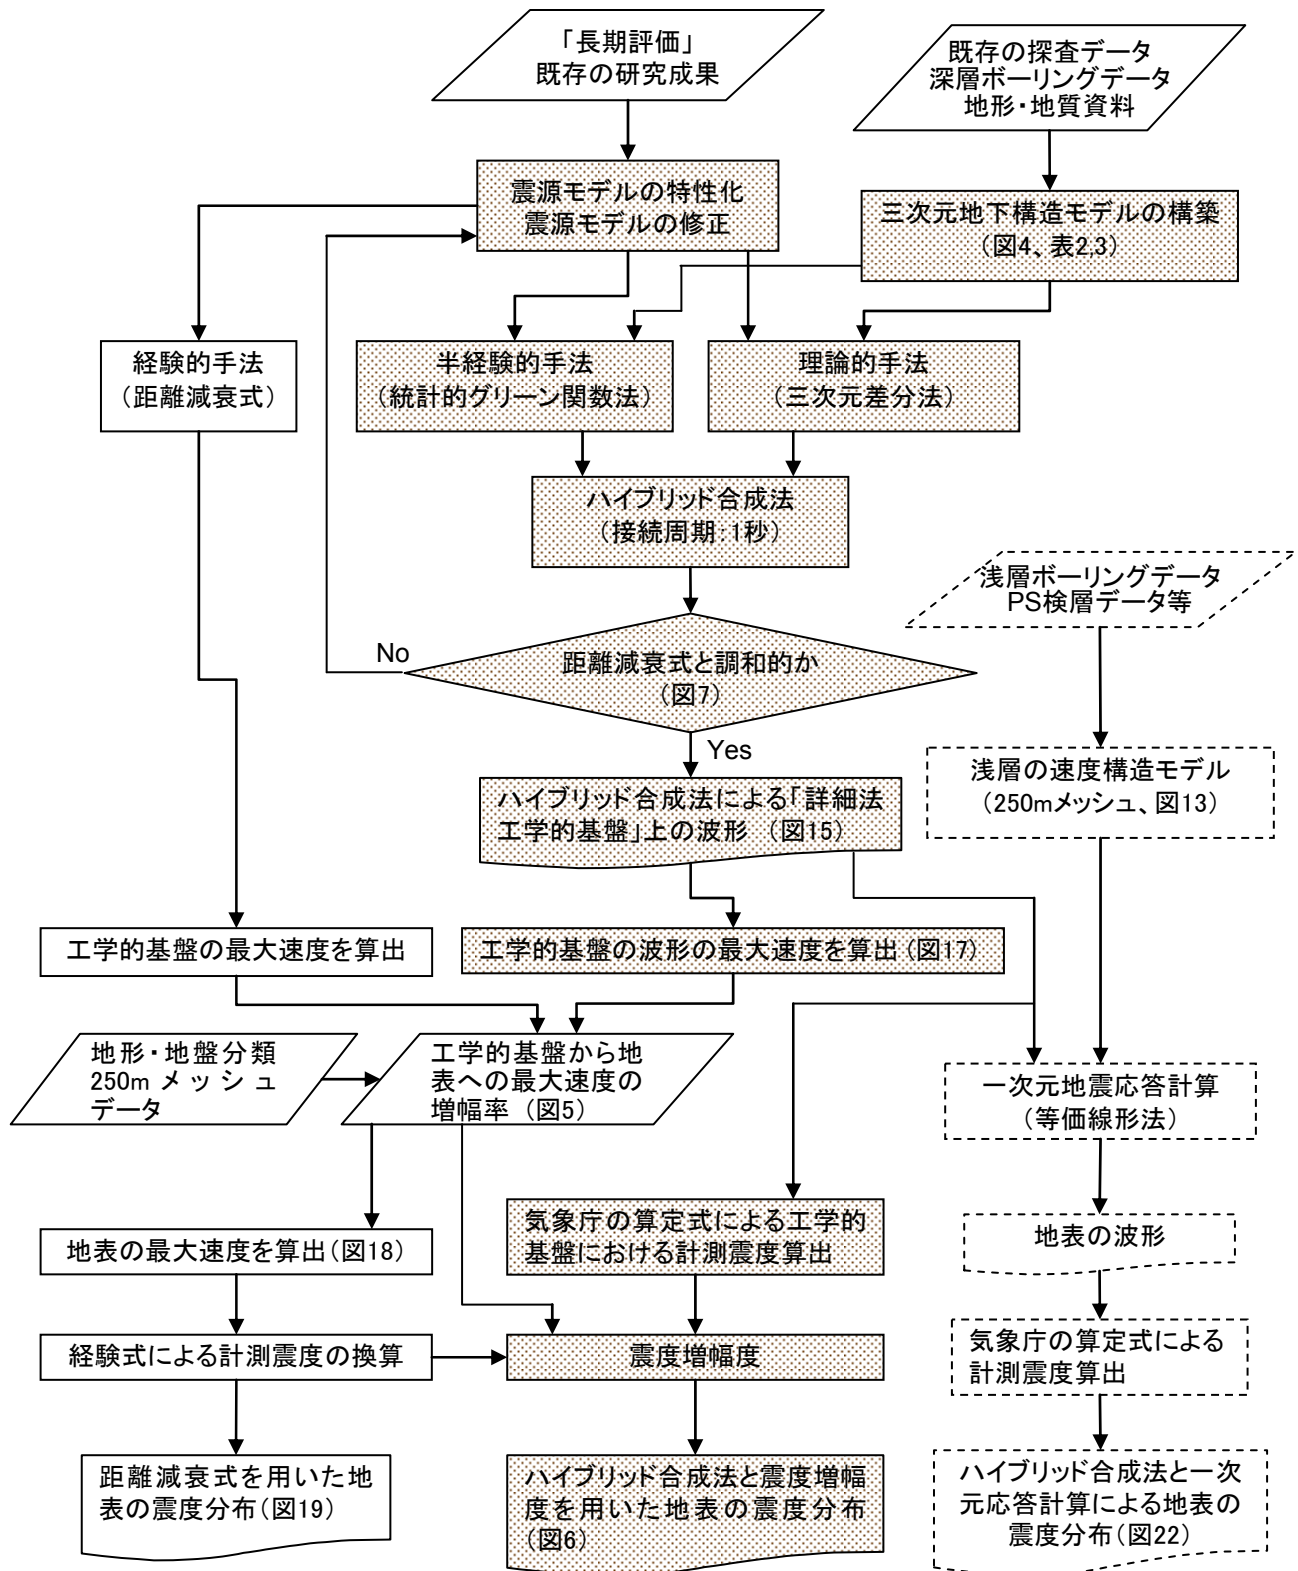 「長期評価」
既存の研究成果
既存の探査データ
深層ボーリングデータ
地形・地質資料
震源モデルの特性化
震源モデルの修正
三次元地下構造モデルの構築
（図4、表2,3）
経験的手法
（距離減衰式）
半経験的手法
（統計的グリーン関数法）
理論的手法
（三次元差分法）
ハイブリッド合成法
（接続周期：1秒）
浅層ボーリングデータ
PS検層データ等
No
距離減衰式と調和的か
（図7）
Yes
浅層の速度構造モデル
（250mメッシュ、図13）
ハイブリッド合成法による「詳細法
工学的基盤」上の波形 （図15）
工学的基盤の最大速度を算出
工学的基盤の波形の最大速度を算出（図17）
地形・地盤分類
250m メッシュ
データ
工学的基盤から地
表への最大速度の
増幅率（図5）
一次元地震応答計算
（等価線形法）
気象庁の算定式による工学的
基盤における計測震度算出
地表の波形
地表の最大速度を算出（図18）
経験式による計測震度の換算
震度増幅度
気象庁の算定式による
計測震度算出
距離減衰式を用いた地
表の震度分布（図19）
ハイブリッド合成法と震度増幅
度を用いた地表の震度分布
（図6）
ハイブリッド合成法と一次
元応答計算による地表の
震度分布（図22）